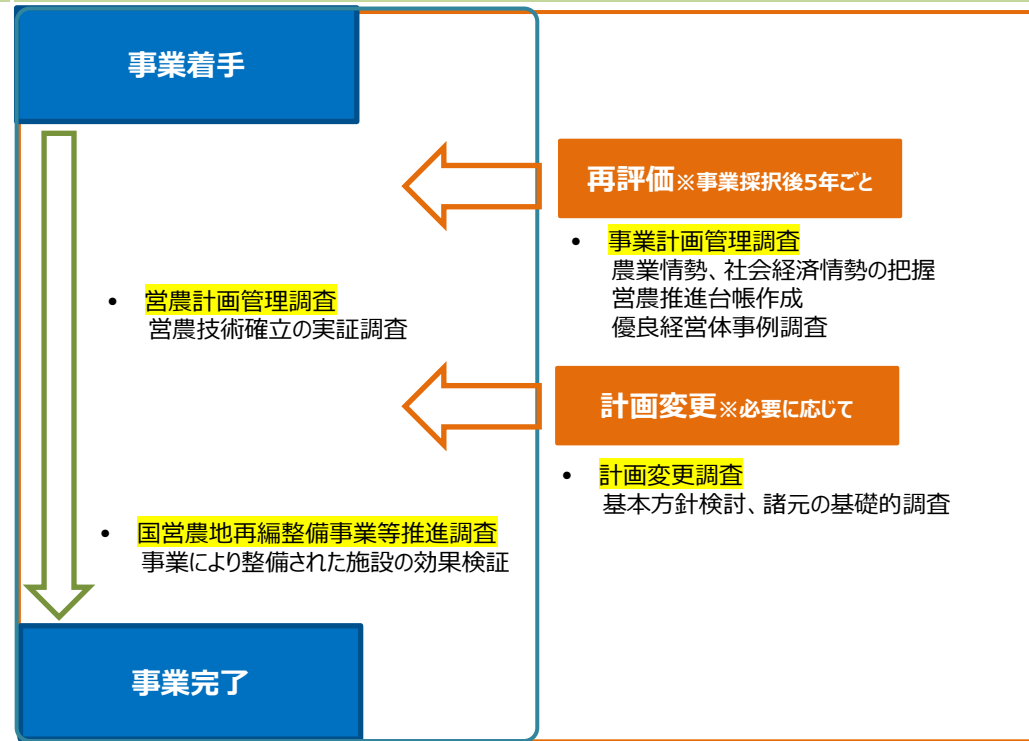 事業着手
再評価※事業採択後5年ごと
• 事業計画管理調査
農業情勢、社会経済情勢の把握
営農推進台帳作成
優良経営体事例調査
• 営農計画管理調査
営農技術確立の実証調査
計画変更※必要に応じて
• 計画変更調査
基本方針検討、諸元の基礎的調査
• 国営農地再編整備事業等推進調査
事業により整備された施設の効果検証
事業完了